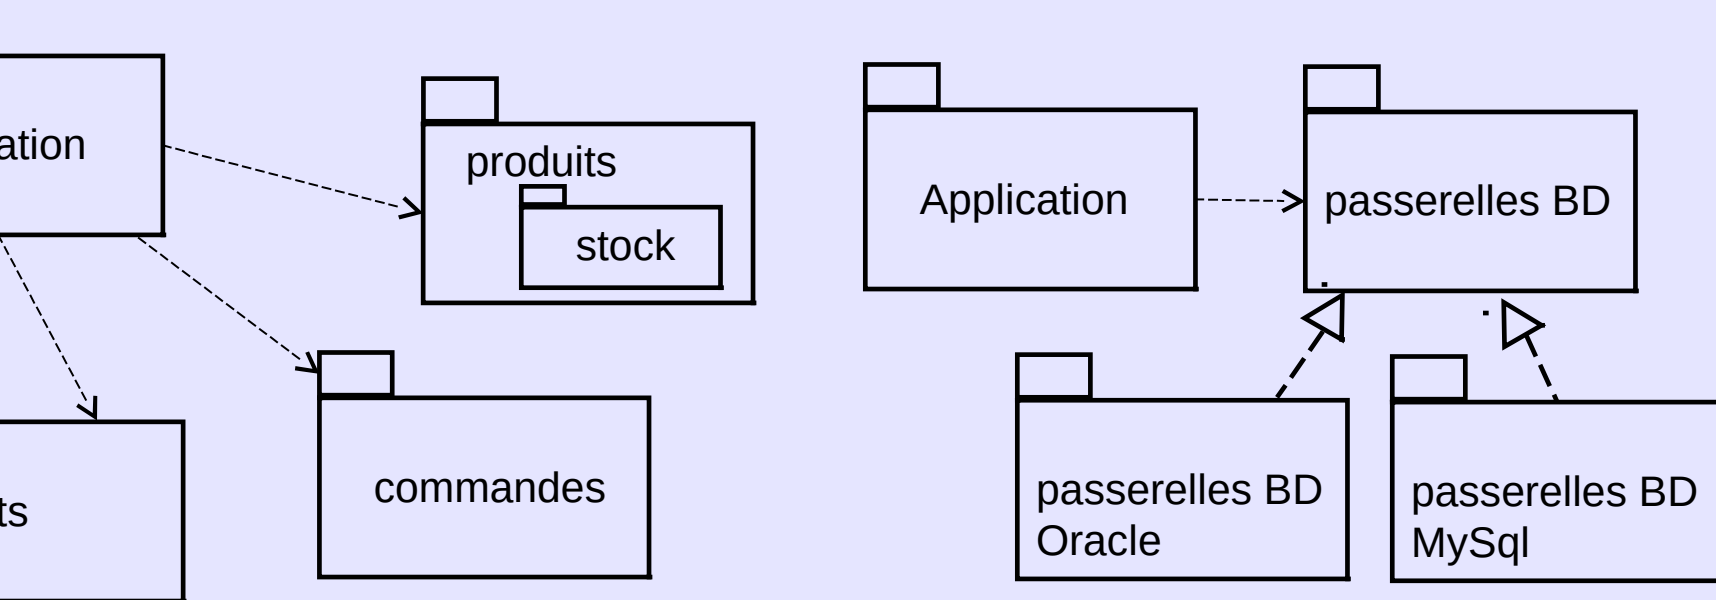 ation
produits
stock
ts
commandes
Application
passerelles BD
passerelles BD
Oracle
passerelles BD
MySql